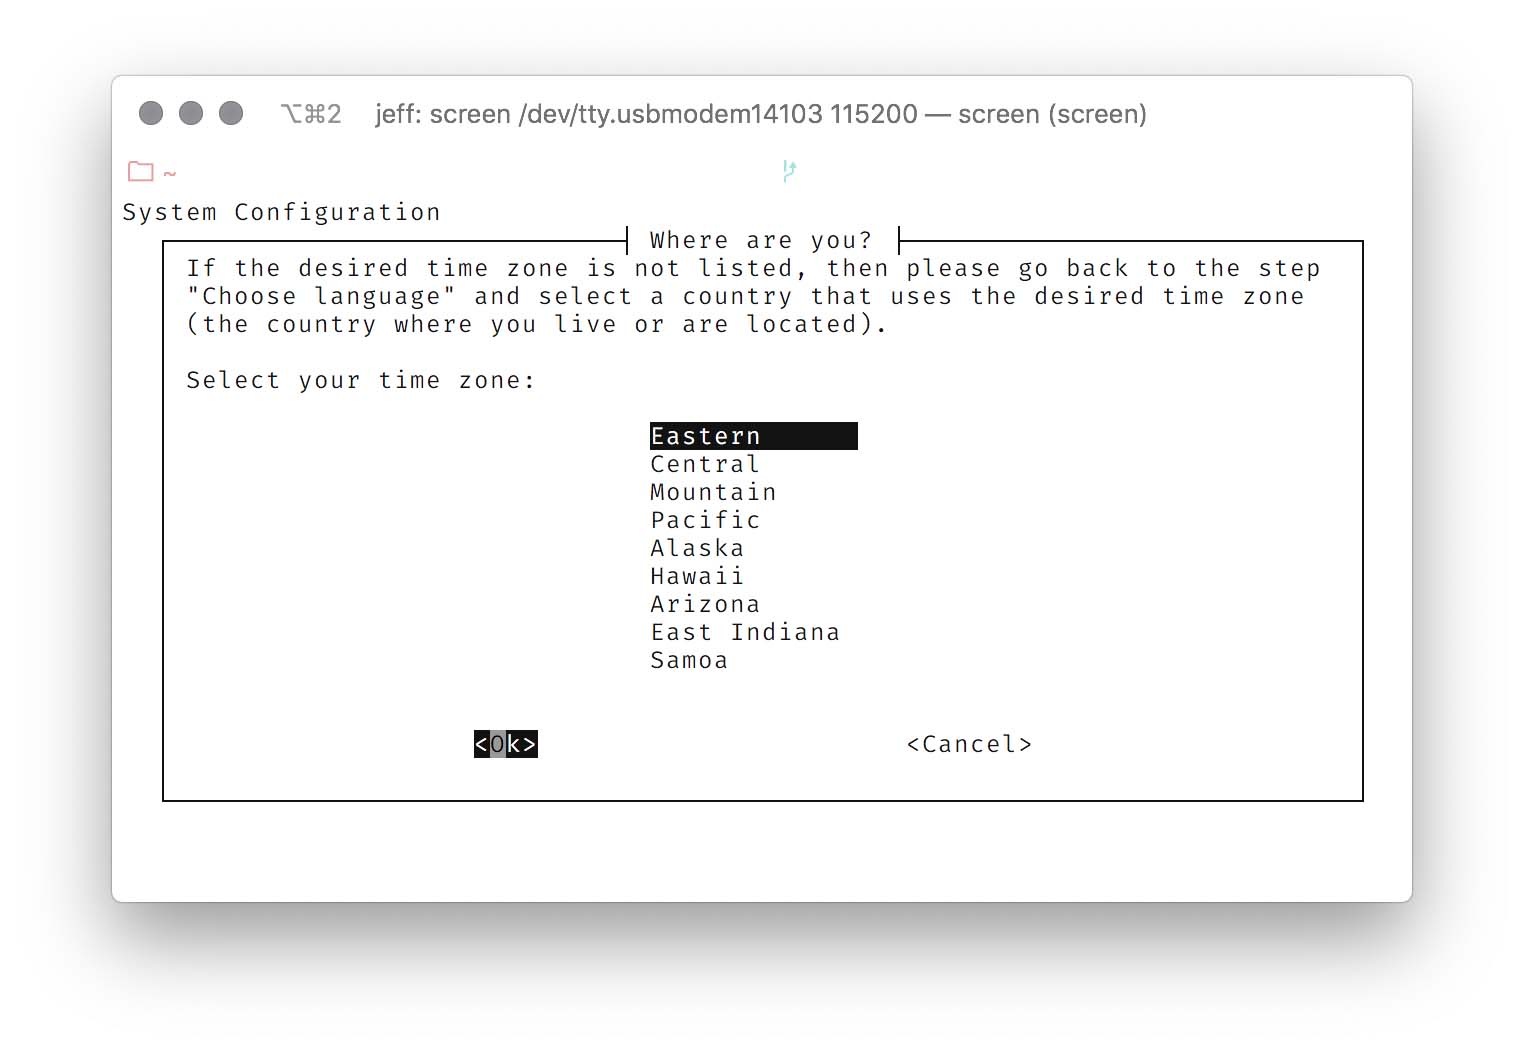 ⌥⌘2 jeff: screen /dev/tty.usbmodem14103 115200 — screen (screen)
~
System Configuration
Where are you?
If the desired time zone is not listed, then please go back to the step
"Choose language" and select a country that uses the desired time zone
(the country where you live or are located).
Select your time zone:
Eastern
Central
Mountain
Pacific
Alaska
Hawaii
Arizona
East Indiana
Samoa
<Ok> <Cancel>